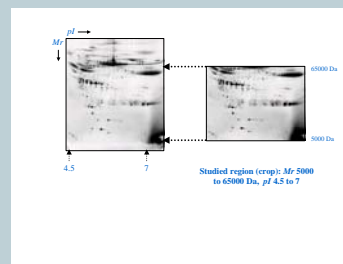 pI
Mr
65000 Da
5000 Da
4.5 7
Studied region (crop): Mr 5000
to 65000 Da, pI 4.5 to 7